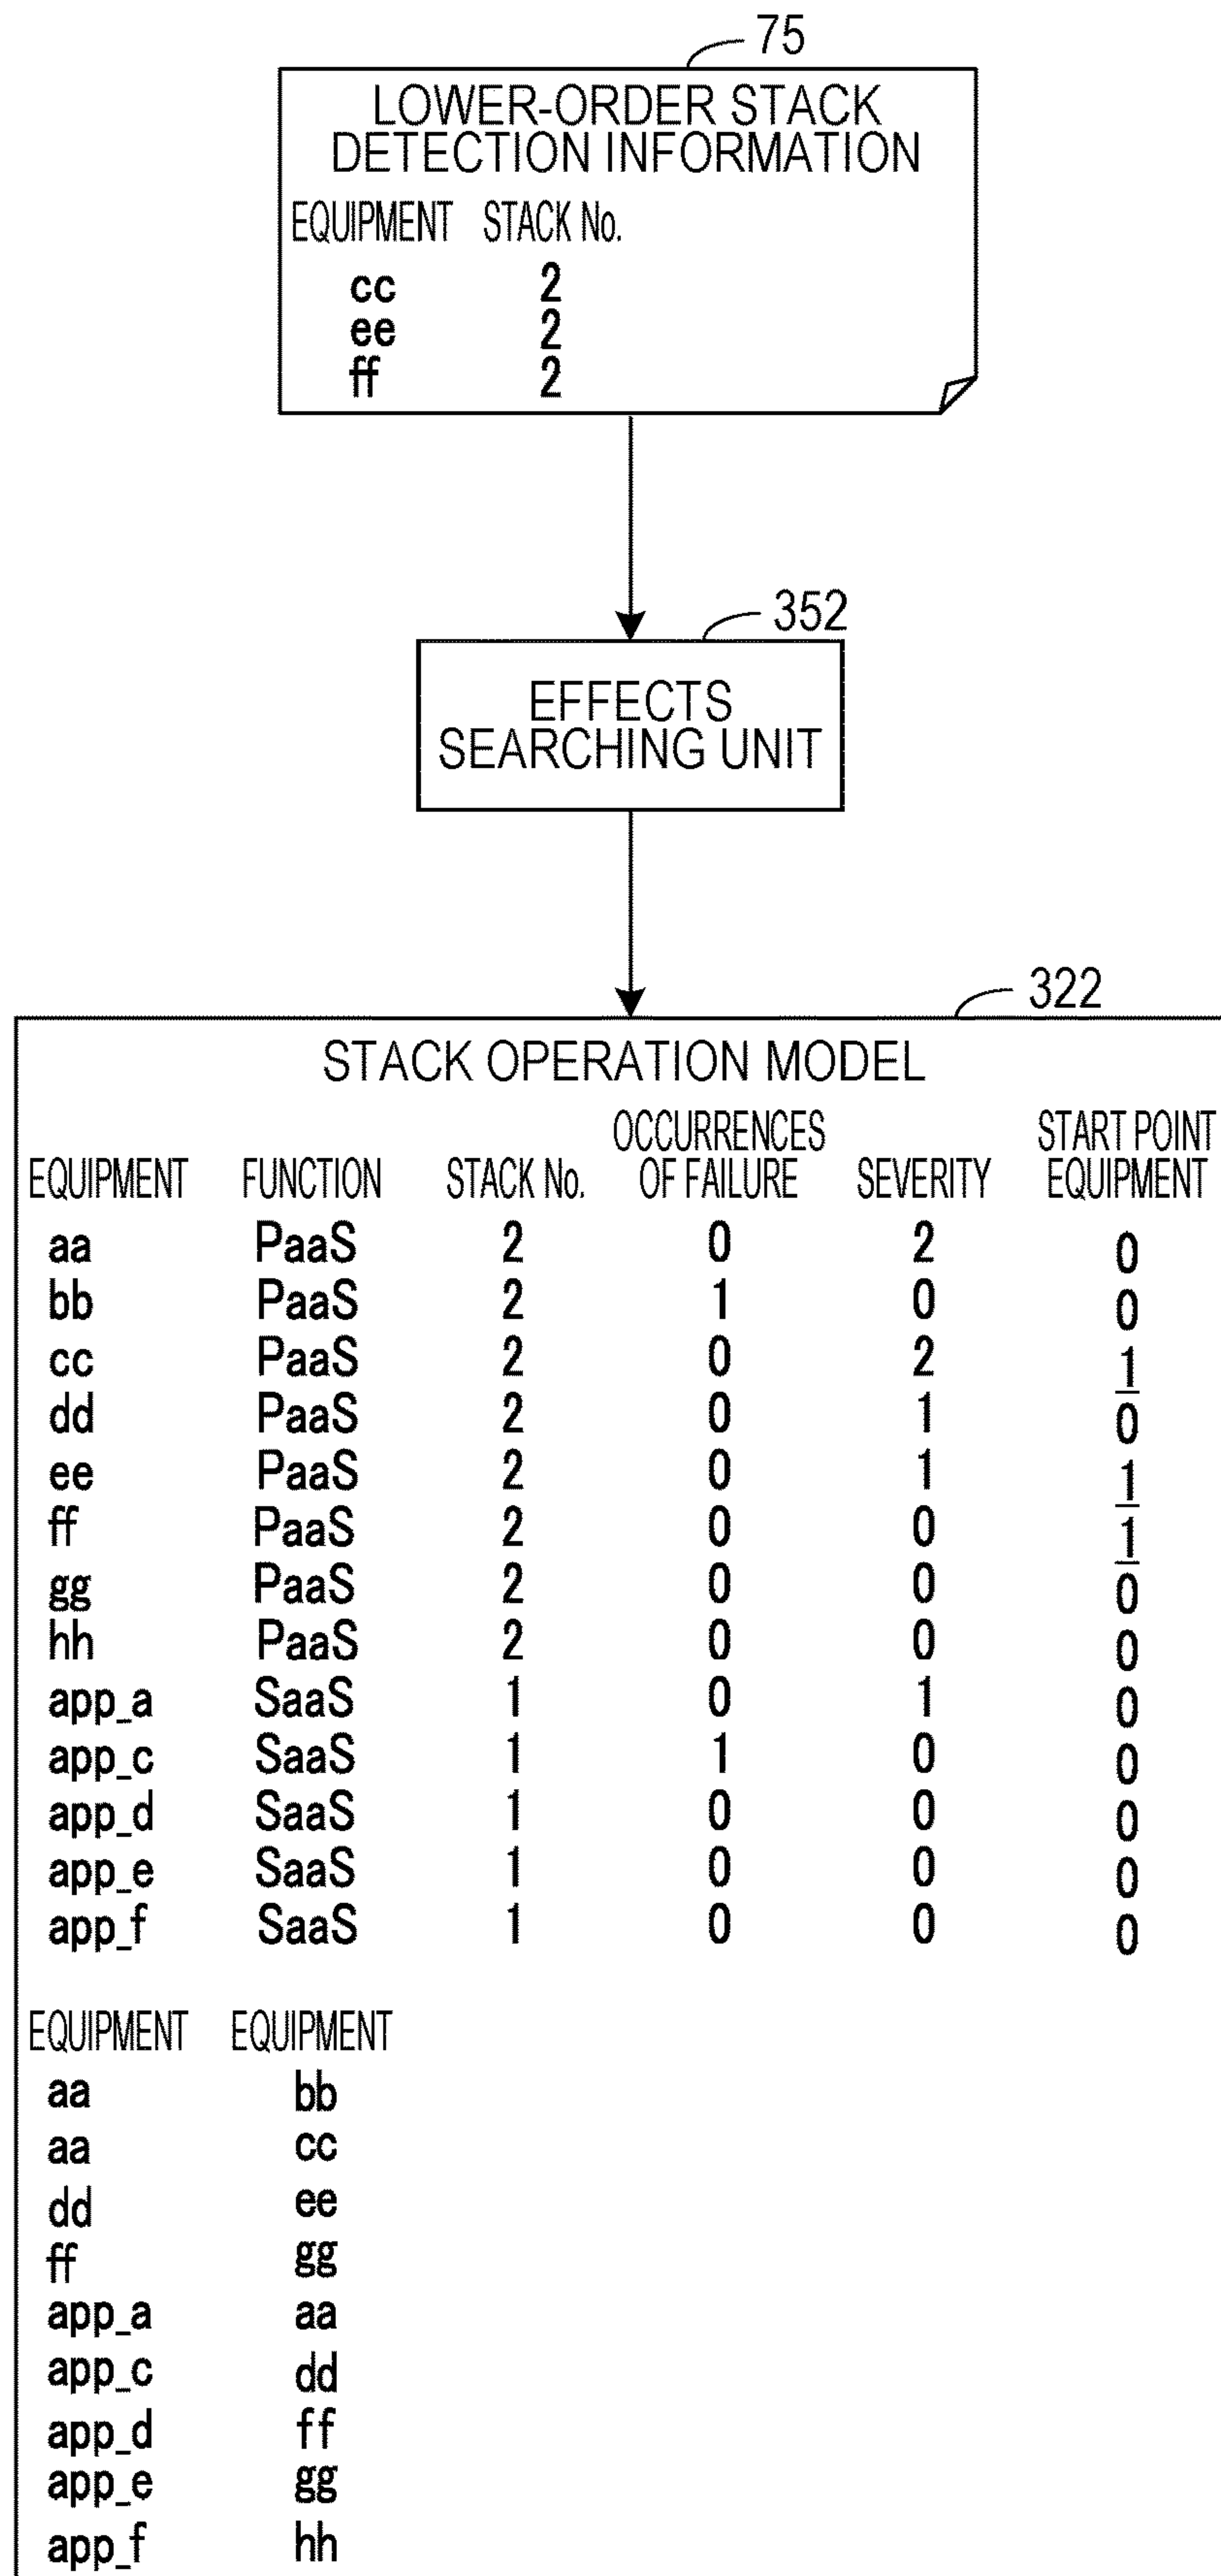 75
LOWER-ORDER STACK
DETECTION INFORMATION
EQUIPMENT STACK No.
cc 2
ee 2
ff 2
352
EFFECTS
SEARCHING UNIT
322
STACK OPERATION MODEL
OCCURRENCES START POINT
EQUIPMENT FUNCTION STACK No. OF FAILURE SEVERITY EQUIPMENT
aa PaaS 2 0 2 0
bb PaaS 2 1 0 0
cc PaaS 2 0 2 1
dd PaaS 2 0 1 0
ee PaaS 2 0 1 1
ff PaaS 2 0 0 1
gg PaaS 2 0 0 0
hh PaaS 2 0 0 0
app_a SaaS 1 0 1 0
app_c SaaS 1 1 0 0
app_d SaaS 1 0 0 0
app_e SaaS 1 0 0 0
app_f SaaS 1 0 0 0
EQUIPMENT EQUIPMENT
aa bb
aa cc
dd ee
ff gg
app_a aa
app_c dd
app_d ff
app_e gg
app_f hh